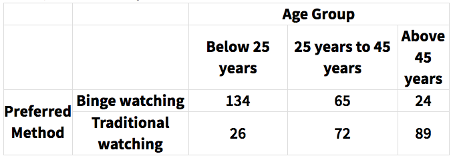 Age Group
Below 25 years
25 years to 45 years
Above 45 years
Preferred Method
Binge watching 134 65 24
Traditional watching 26 72 89